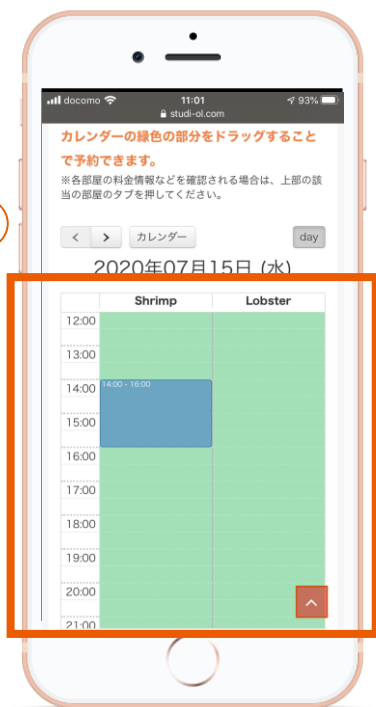 docomo 11:01 93%
studi-ol.com
カレンダーの緑色の部分をドラッグすること
で予約できます。
※各部屋の料金情報などを確認される場合は、上部の該
当の部屋のタブを押してください。
< > カレンダー day
2020年07月15日 (水)
Shrimp Lobster
12:00
13:00
14:00 14:00 - 16:00
15:00
16:00
17:00
18:00
19:00
20:00
21:00